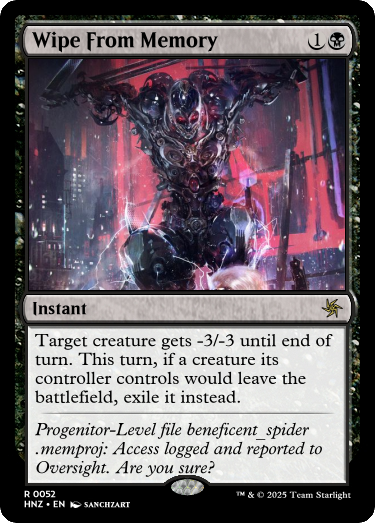 Wipe From Memory 1
Instant
Target creature gets -3/-3 until end of
turn. This turn, if a creature its
controller controls would leave the
battlefield, exile it instead.
Progenitor-Level file beneficent_spider
.memproj: Access logged and reported to
Oversight. Are you sure?
R 0052
HNZ • EN SANCHZART
™ & © 2025 Team Starlight